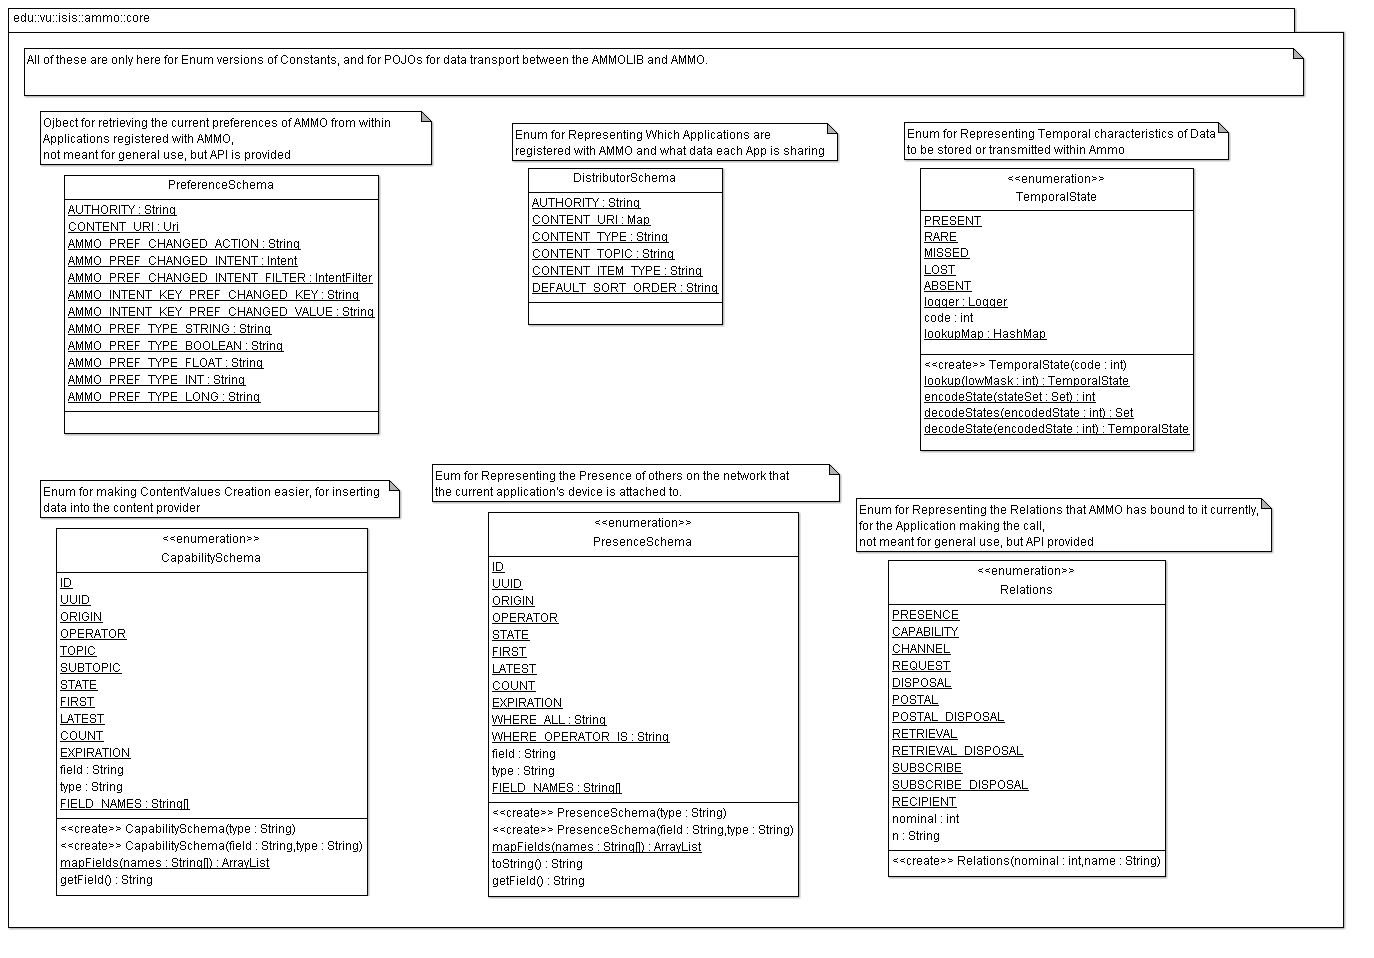 edu::vu::isis::ammo::core
All of these are only here for Enum versions of Constants, and for POJOs for data transport between the AMMOLIB and AMMO.
Ojbect for retrieving the current preferences of AMMO from within
Applications registered with AMMO,
not meant for general use, but API is provided
PreferenceSchema
AUTHORITY : String
CONTENT_URI : Uri
AMMO_PREF_CHANGED_ACTION : String
AMMO_PREF_CHANGED_INTENT : Intent
AMMO_PREF_CHANGED_INTENT_FILTER : IntentFilter
AMMO_INTENT_KEY_PREF_CHANGED_KEY : String
AMMO_INTENT_KEY_PREF_CHANGED_VALUE : String
AMMO_PREF_TYPE_STRING : String
AMMO_PREF_TYPE_BOOLEAN : String
AMMO_PREF_TYPE_FLOAT : String
AMMO_PREF_TYPE_INT : String
AMMO_PREF_TYPE_LONG : String
Enum for Representing Which Applications are
registered with AMMO and what data each App is sharing
DistributorSchema
AUTHORITY : String
CONTENT_URI : Map
CONTENT_TYPE : String
CONTENT_TOPIC : String
CONTENT_ITEM_TYPE : String
DEFAULT_SORT_ORDER : String
Enum for Representing Temporal characteristics of Data
to be stored or transmitted within Ammo
<<enumeration>>
TemporalState
PRESENT
RARE
MISSED
LOST
ABSENT
logger : Logger
code : int
lookupMap : HashMap
<<create>> TemporalState(code : int)
lookup(lowMask : int) : TemporalState
encodeState(stateSet : Set) : int
decodeStates(encodedState : int) : Set
decodeState(encodedState : int) : TemporalState
Enum for making ContentValues Creation easier, for inserting
data into the content provider
<<enumeration>>
CapabilitySchema
ID
UUID
ORIGIN
OPERATOR
TOPIC
SUBTOPIC
STATE
FIRST
LATEST
COUNT
EXPIRATION
field : String
type : String
FIELD_NAMES : String[]
<<create>> CapabilitySchema(type : String)
<<create>> CapabilitySchema(field : String,type : String)
mapFields(names : String[]) : ArrayList
getField() : String
Eum for Representing the Presence of others on the network that
the current application's device is attached to.
<<enumeration>>
PresenceSchema
ID
UUID
ORIGIN
OPERATOR
STATE
FIRST
LATEST
COUNT
EXPIRATION
WHERE_ALL : String
WHERE_OPERATOR_IS : String
field : String
type : String
FIELD_NAMES : String[]
<<create>> PresenceSchema(type : String)
<<create>> PresenceSchema(field : String,type : String)
mapFields(names : String[]) : ArrayList
toString() : String
getField() : String
Enum for Representing the Relations that AMMO has bound to it currently,
for the Application making the call,
not meant for general use, but API provided
<<enumeration>>
Relations
PRESENCE
CAPABILITY
CHANNEL
REQUEST
DISPOSAL
POSTAL
POSTAL_DISPOSAL
RETRIEVAL
RETRIEVAL_DISPOSAL
SUBSCRIBE
SUBSCRIBE_DISPOSAL
RECIPIENT
nominal : int
n : String
<<create>> Relations(nominal : int,name : String)